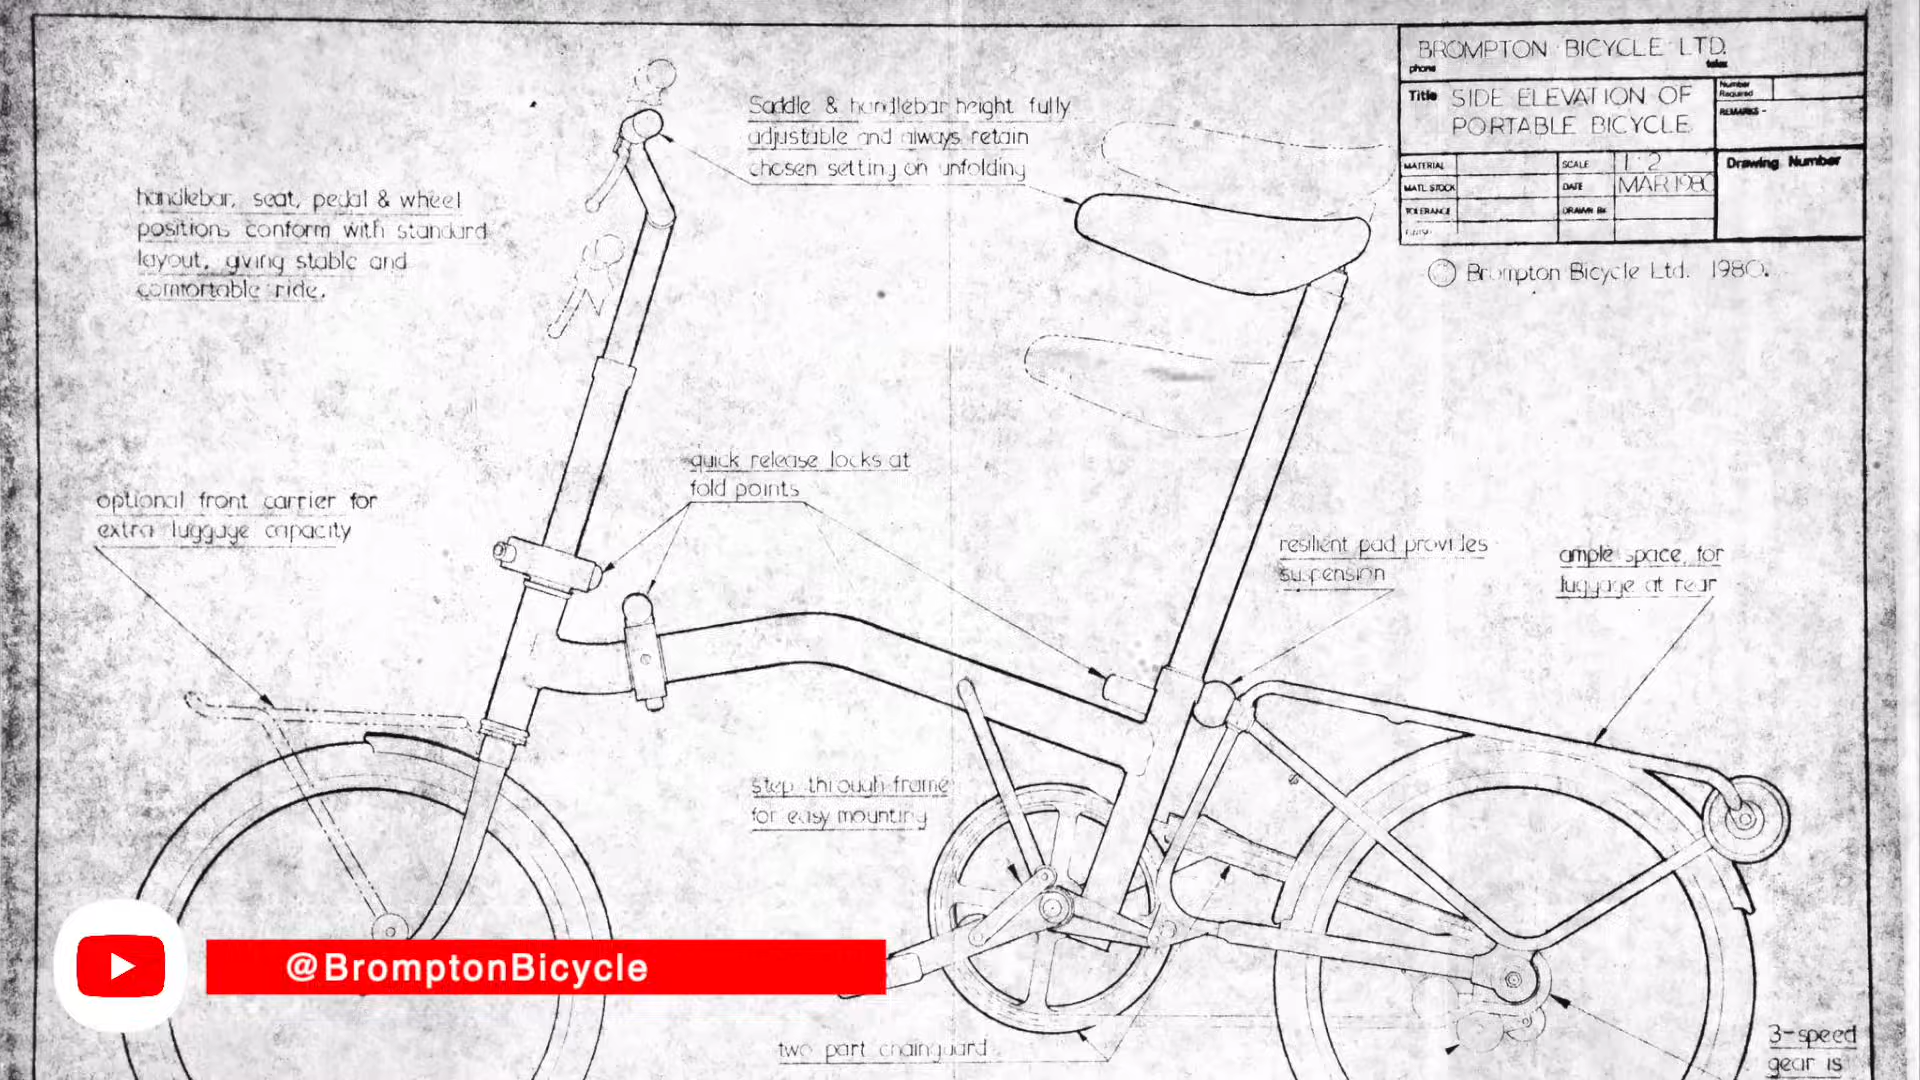 BROMPTON BICYCLE LTD.
phone
telex
Title
SIDE ELEVATION OF
PORTABLE BICYCLE
Number
Required
REMARKS -
MATERIAL
SCALE
1:2
Drawing Number
MATL STOCK
DATE
MAR 1980
TOLERANCE
DRAWN BY
FINISH
© Brompton Bicycle Ltd. 1980.
Saddle & handlebar height fully
adjustable and always retain
chosen setting on unfolding
handlebar, seat, pedal & wheel
positions conform with standard
layout, giving stable and
comfortable ride.
quick release locks at
fold points
optional front carrier for
extra luggage capacity
resilient pad provides
suspension
ample space for
luggage at rear
step through frame
for easy mounting
@BromptonBicycle
two part chainguard
3-speed
gear is